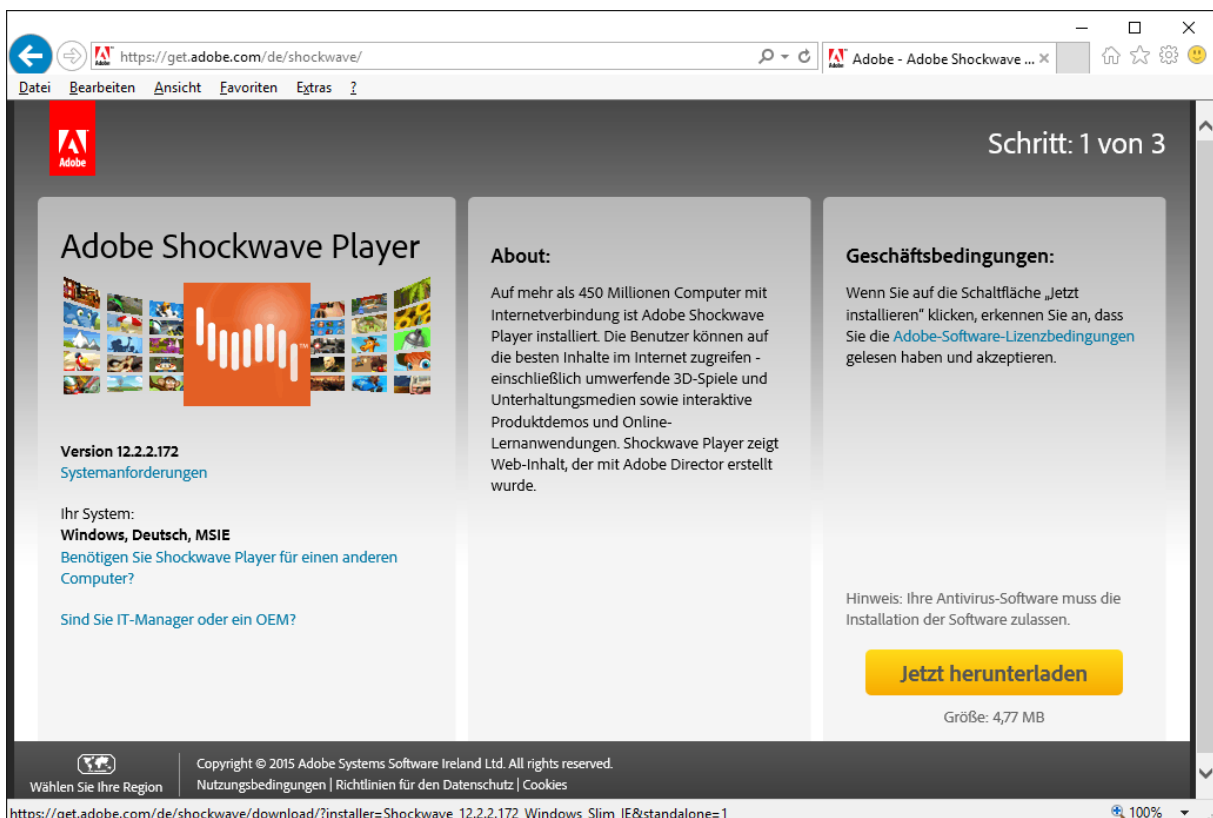 https://get.adobe.com/de/shockwave/
Adobe - Adobe Shockwave ...
Datei Bearbeiten Ansicht Favoriten Extras ?
Adobe
Schritt: 1 von 3
Adobe Shockwave Player
Version 12.2.2.172
Systemanforderungen
Ihr System:
Windows, Deutsch, MSIE
Benötigen Sie Shockwave Player für einen anderen
Computer?
Sind Sie IT-Manager oder ein OEM?
About:
Auf mehr als 450 Millionen Computer mit
Internetverbindung ist Adobe Shockwave
Player installiert. Die Benutzer können auf
die besten Inhalte im Internet zugreifen -
einschließlich umwerfende 3D-Spiele und
Unterhaltungsmedien sowie interaktive
Produktdemos und Online-
Lernanwendungen. Shockwave Player zeigt
Web-Inhalt, der mit Adobe Director erstellt
wurde.
Geschäftsbedingungen:
Wenn Sie auf die Schaltfläche „Jetzt
installieren“ klicken, erkennen Sie an, dass
Sie die Adobe-Software-Lizenzbedingungen
gelesen haben und akzeptieren.
Hinweis: Ihre Antivirus-Software muss die
Installation der Software zulassen.
Jetzt herunterladen
Größe: 4,77 MB
Wählen Sie Ihre Region
Copyright © 2015 Adobe Systems Software Ireland Ltd. All rights reserved.
Nutzungsbedingungen | Richtlinien für den Datenschutz | Cookies
https://get.adobe.com/de/shockwave/download/?installer=Shockwave_12.2.2.172_Windows_Slim_IE&standalone=1
100%